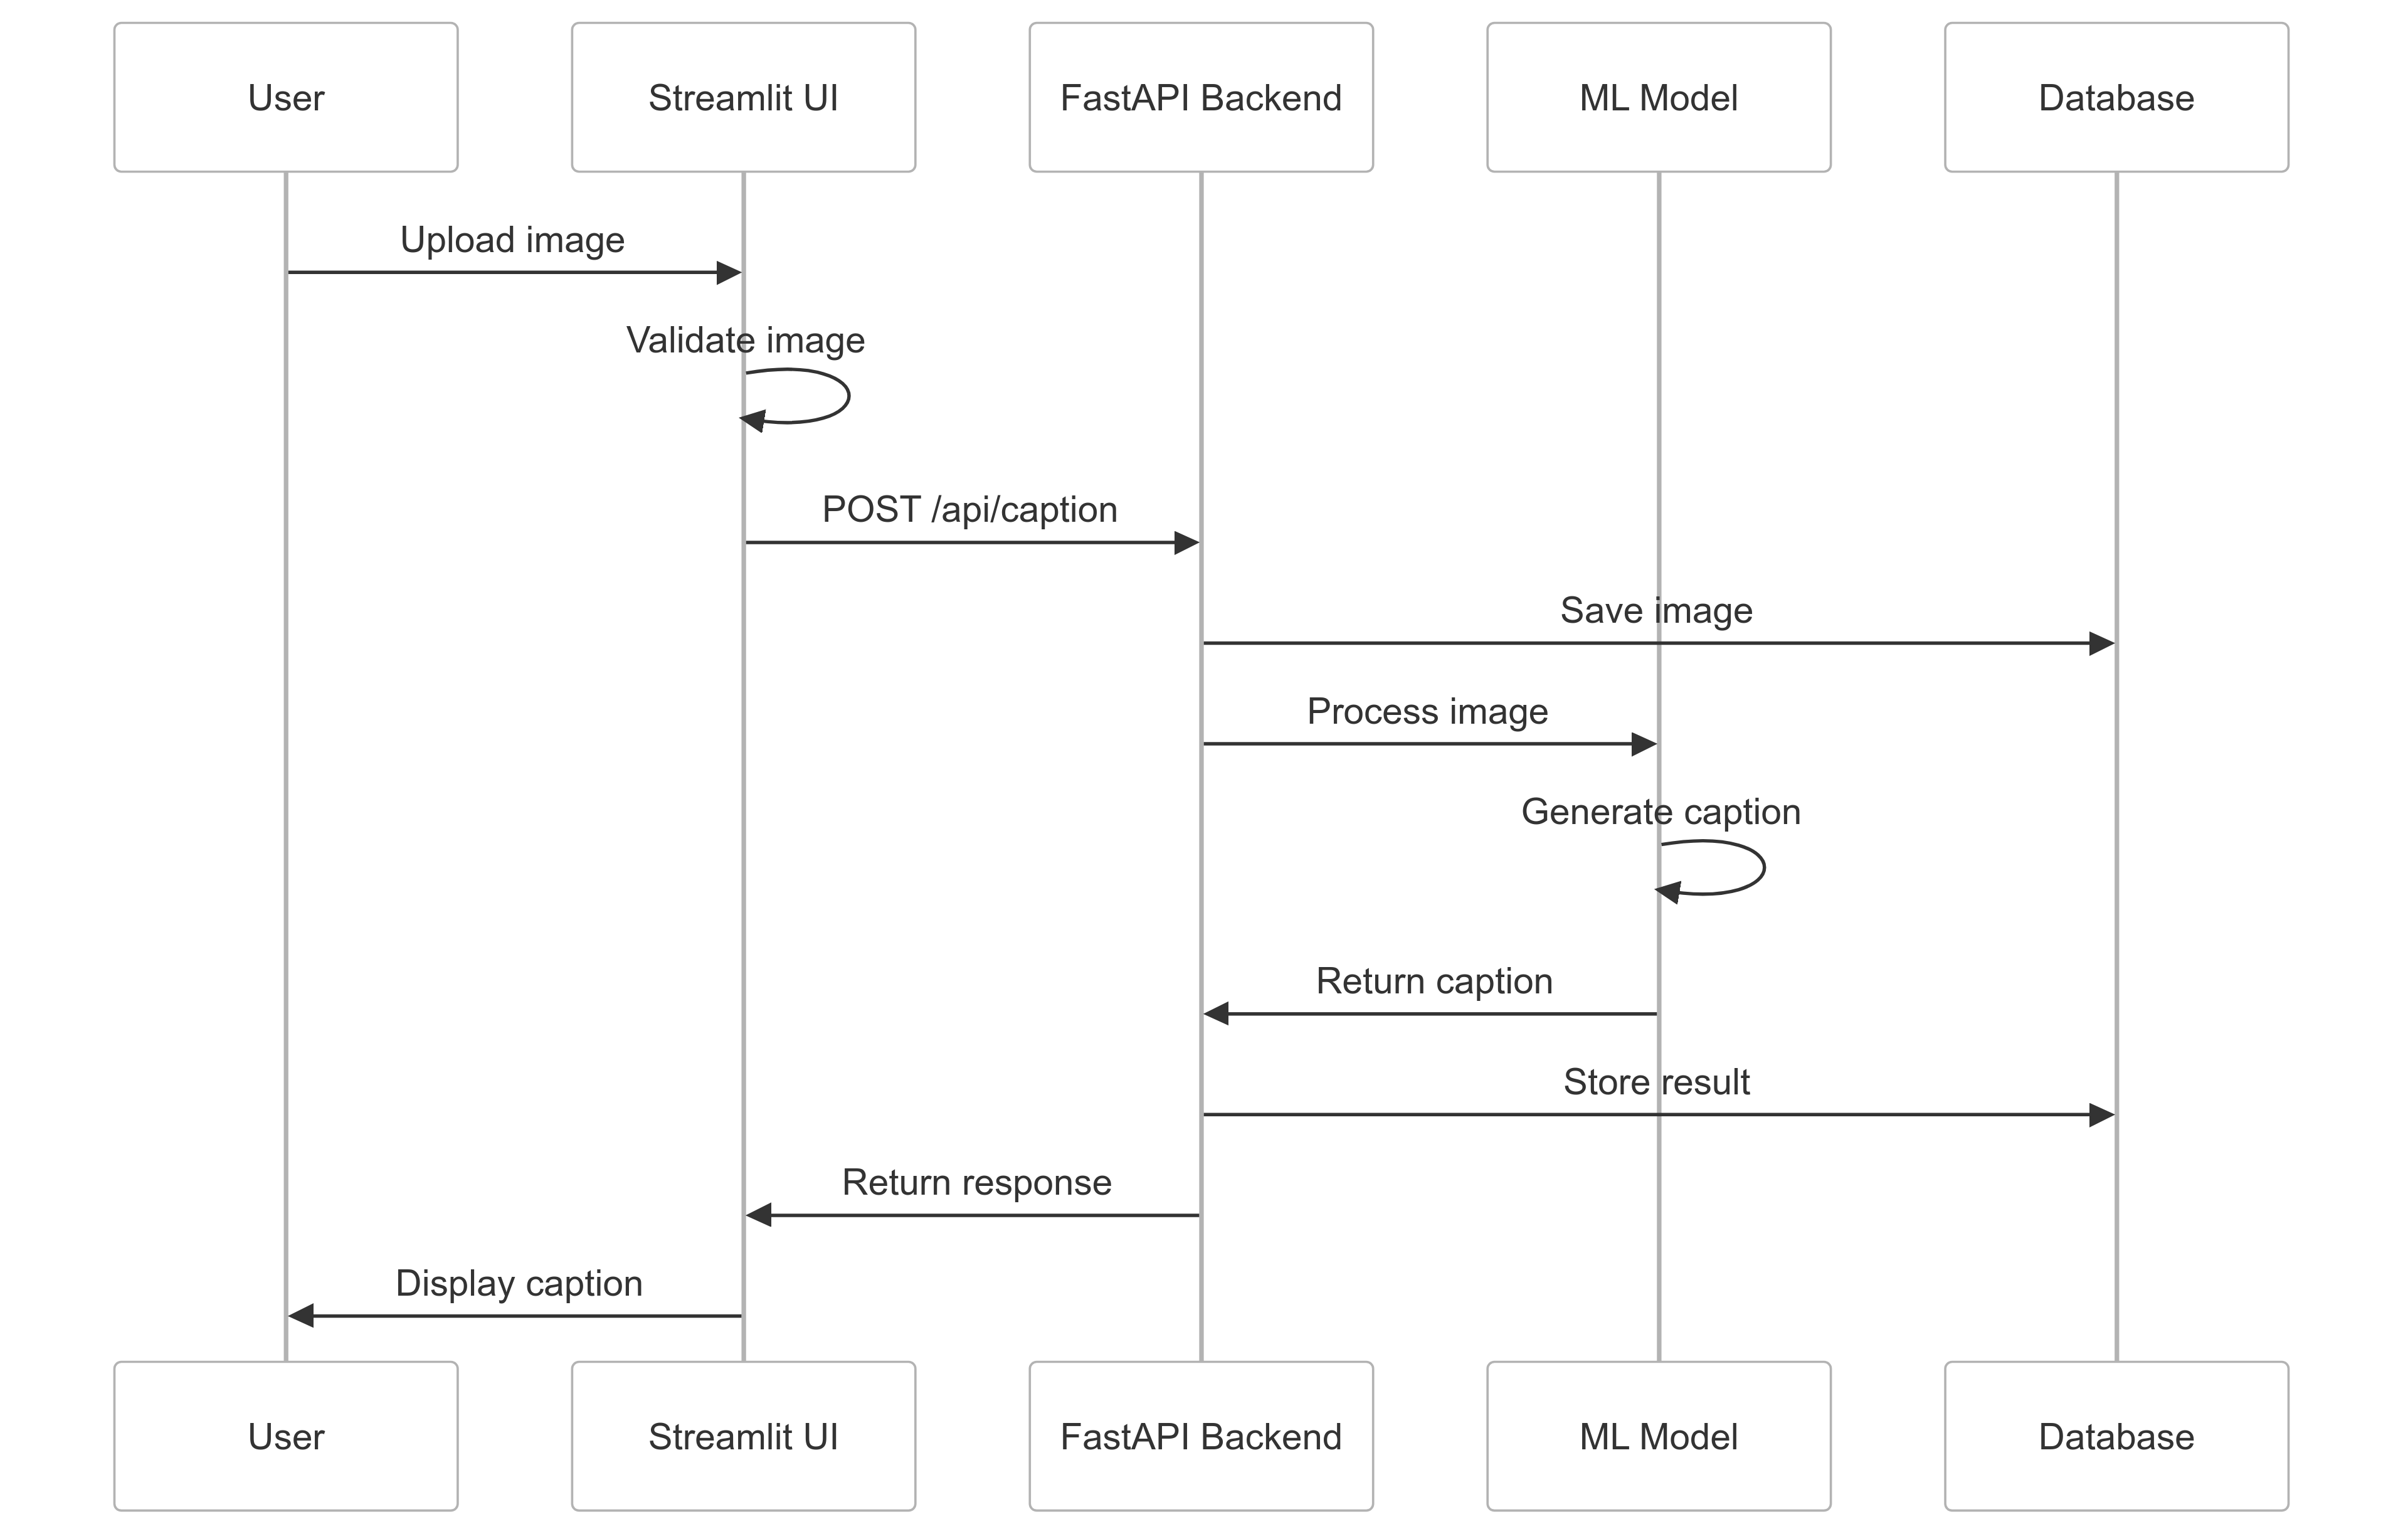 User
Streamlit UI
FastAPI Backend
ML Model
Database
Upload image
Validate image
POST /api/caption
Save image
Process image
Generate caption
Return caption
Store result
Return response
Display caption
User
Streamlit UI
FastAPI Backend
ML Model
Database